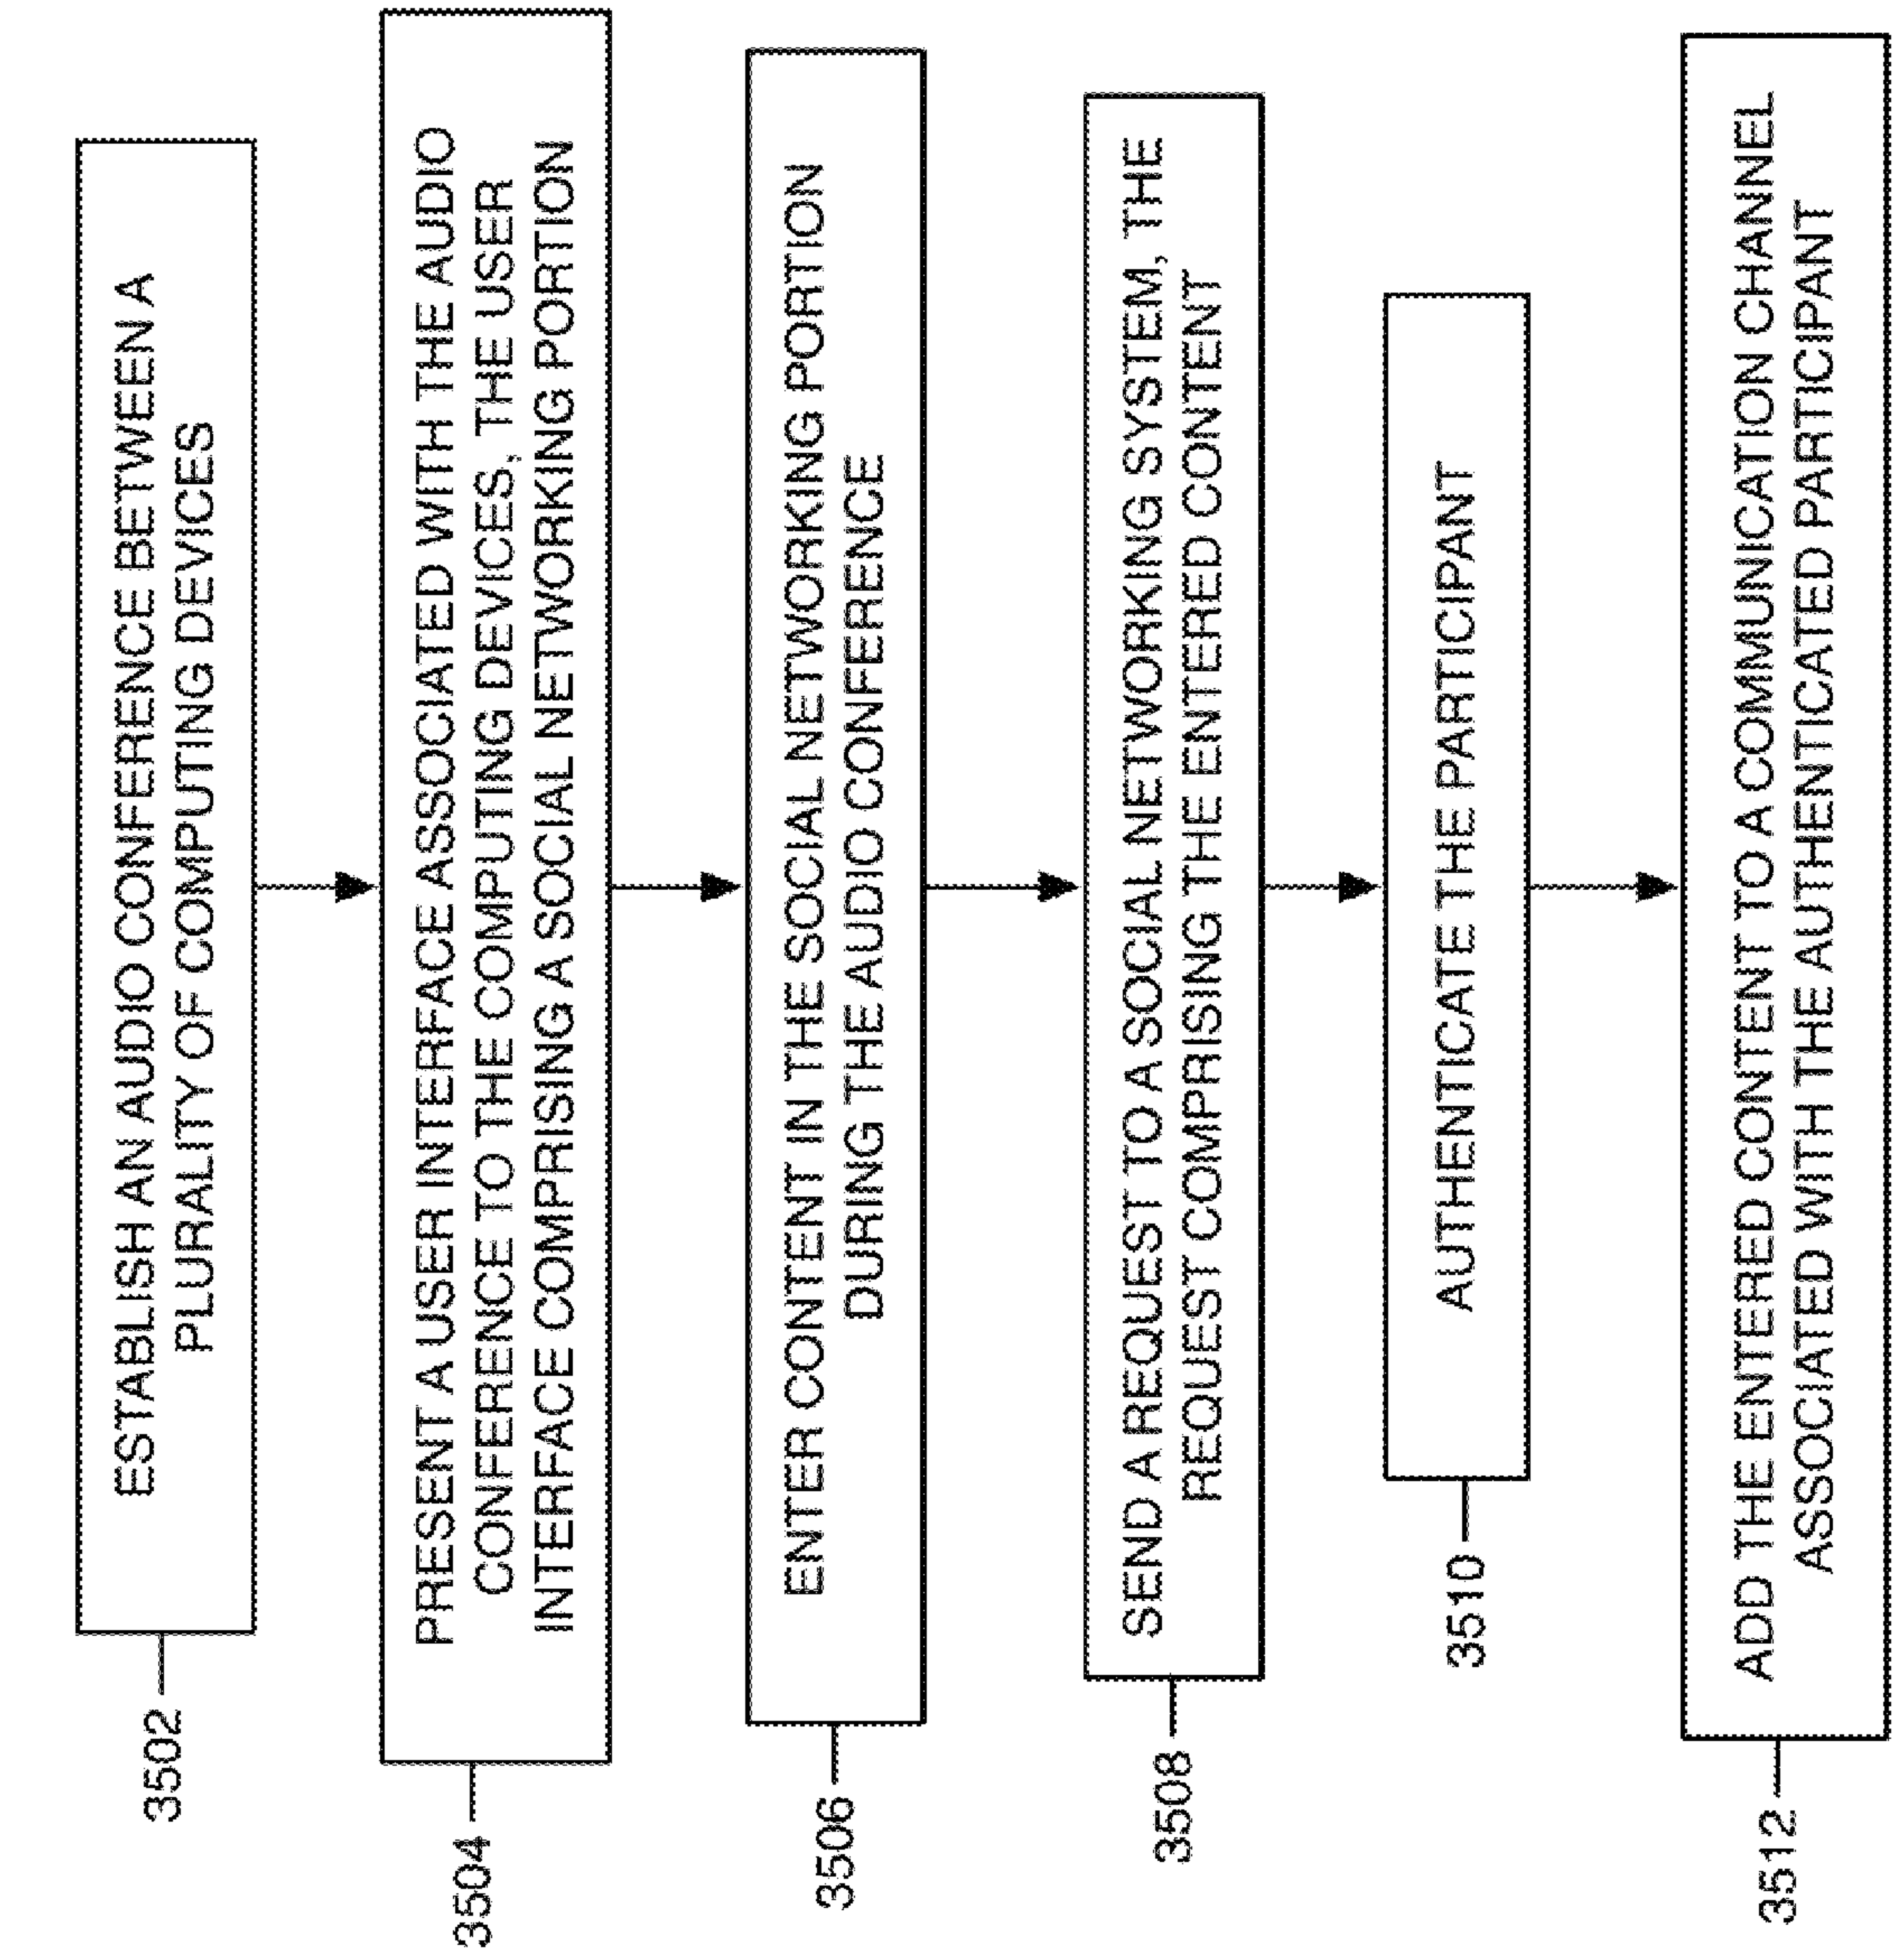 3502
ESTABLISH AN AUDIO CONFERENCE BETWEEN A
PLURALITY OF COMPUTING DEVICES
3504
PRESENT A USER INTERFACE ASSOCIATED WITH THE AUDIO
CONFERENCE TO THE COMPUTING DEVICES, THE USER
INTERFACE COMPRISING A SOCIAL NETWORKING PORTION
3506
ENTER CONTENT IN THE SOCIAL NETWORKING PORTION
DURING THE AUDIO CONFERENCE
3508
SEND A REQUEST TO A SOCIAL NETWORKING SYSTEM, THE
REQUEST COMPRISING THE ENTERED CONTENT
3510
AUTHENTICATE THE PARTICIPANT
3512
ADD THE ENTERED CONTENT TO A COMMUNICATION CHANNEL
ASSOCIATED WITH THE AUTHENTICATED PARTICIPANT